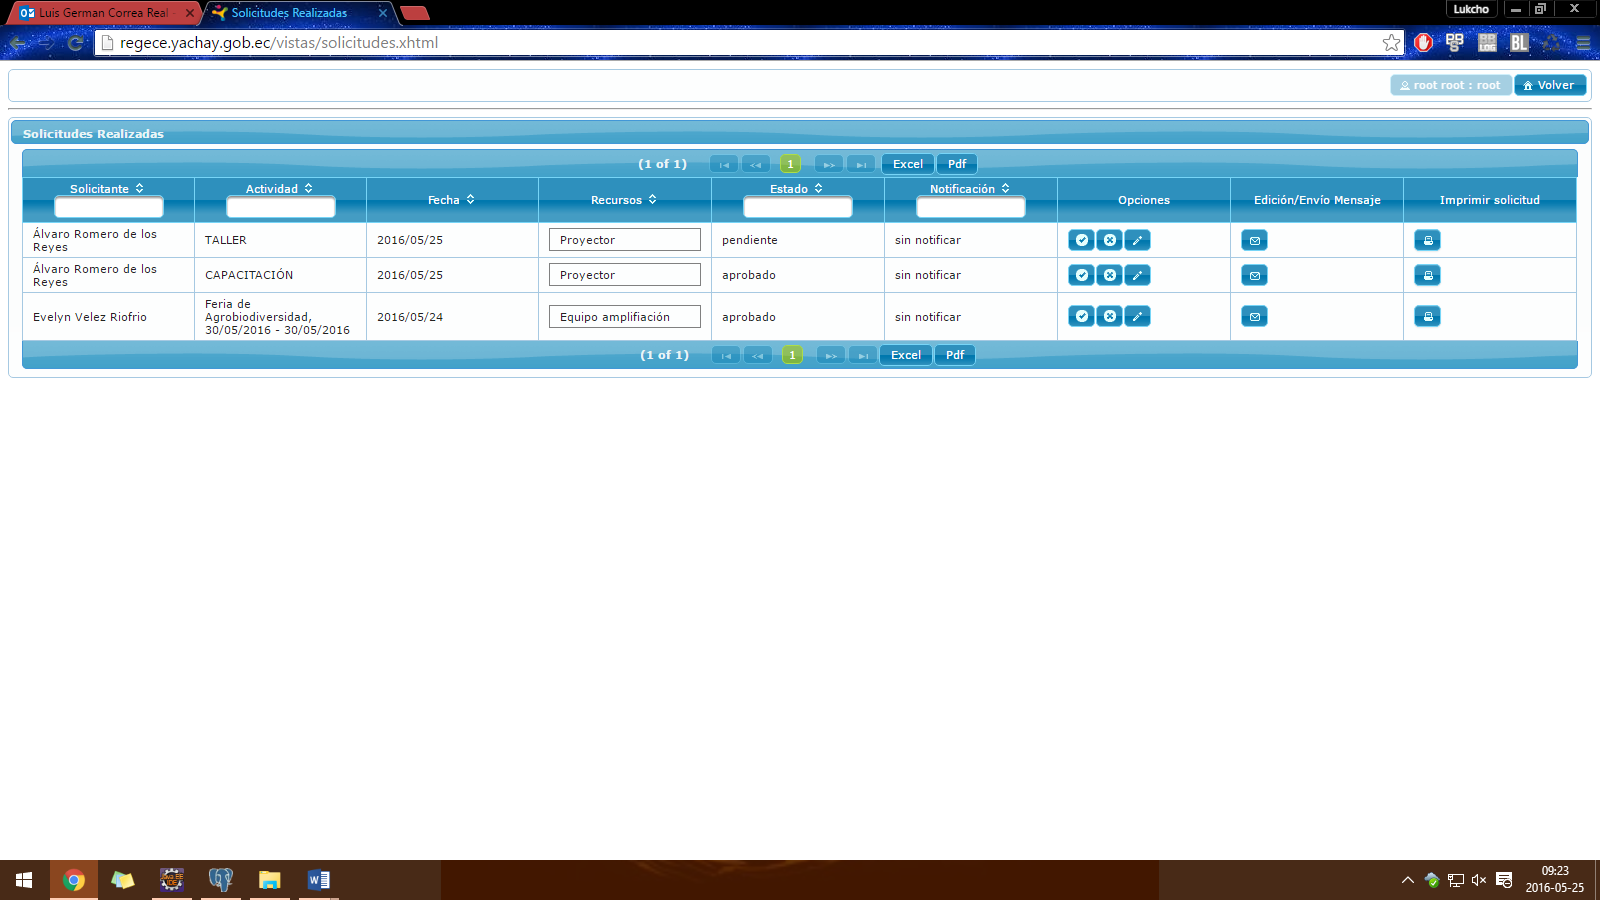 Luis German Correa Real
Solicitudes Realizadas
Lukcho
regece.yachay.gob.ec/vistas/solicitudes.xhtml
BL
root root : root
Volver
Solicitudes Realizadas
(1 of 1) 1 Excel Pdf
Solicitante Actividad Fecha Recursos Estado Notificación Opciones Edición/Envío Mensaje Imprimir solicitud
Álvaro Romero de los
Reyes
TALLER
2016/05/25
Proyector
pendiente
sin notificar
Álvaro Romero de los
Reyes
CAPACITACIÓN
2016/05/25
Proyector
aprobado
sin notificar
Evelyn Velez Riofrio
Feria de
Agrobiodiversidad,
30/05/2016 - 30/05/2016
2016/05/24
Equipo amplifiación
aprobado
sin notificar
(1 of 1) 1 Excel Pdf
09:23
2016-05-25